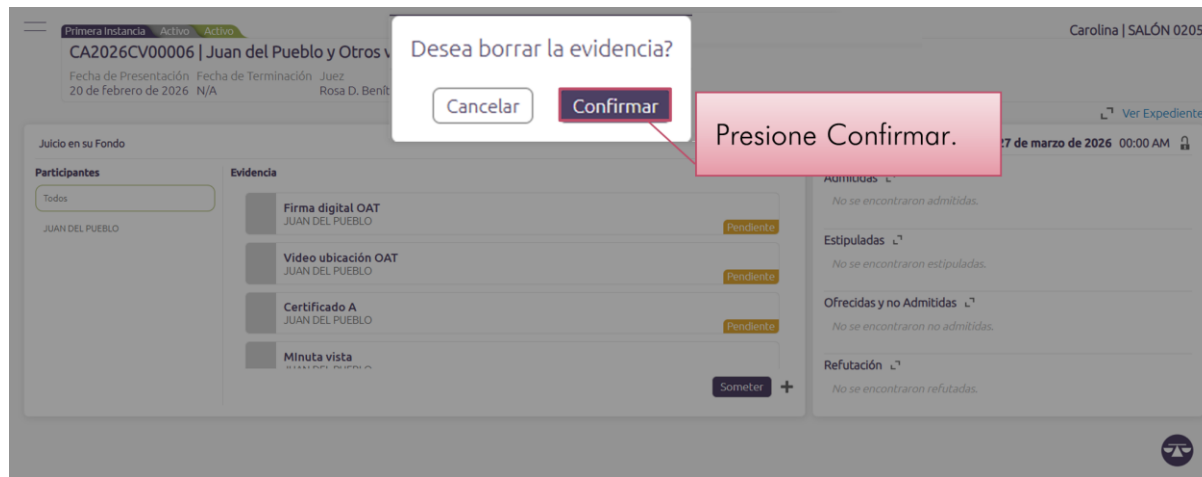 Primera Instancia Activo Activo
Carolina | SALÓN 0205
CA2026CV00006 | Juan del Pueblo y Otros v
Fecha de Presentación Fecha de Terminación Juez
20 de febrero de 2026 N/A Rosa D. Benít
Desea borrar la evidencia?
Cancelar Confirmar
Presione Confirmar.
Ver Expediente
Juicio en su Fondo
27 de marzo de 2026 00:00 AM
Participantes
Todos
JUAN DEL PUEBLO
Evidencia
Firma digital OAT
JUAN DEL PUEBLO
Pendiente
Video ubicación OAT
JUAN DEL PUEBLO
Pendiente
Certificado A
JUAN DEL PUEBLO
Pendiente
MInuta vista
JUAN DEL PUEBLO
Someter +
Admitidas
No se encontraron admitidas.
Estipuladas
No se encontraron estipuladas.
Ofrecidas y no Admitidas
No se encontraron no admitidas.
Refutación
No se encontraron refutadas.